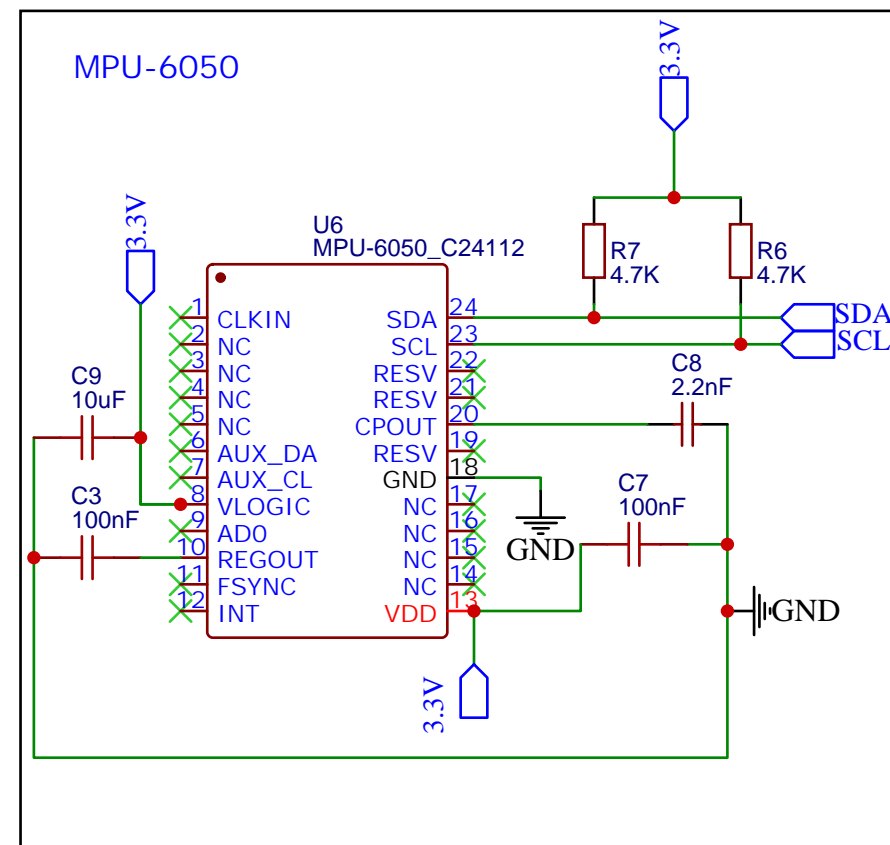 MPU-6050
3.3V
3.3V
U6
MPU-6050_C24112
R7
4.7K
R6
4.7K
SDA
SCL
C9
10uF
C3
100nF
C8
2.2nF
C7
100nF
1 CLKIN
2 NC
3 NC
4 NC
5 NC
6 AUX_DA
7 AUX_CL
8 VLOGIC
9 AD0
10 REGOUT
11 FSYNC
12 INT
SDA 24
SCL 23
RESV 22
RESV 21
CPOUT 20
RESV 19
GND 18
NC 17
NC 16
NC 15
NC 14
VDD 13
GND
GND
3.3V